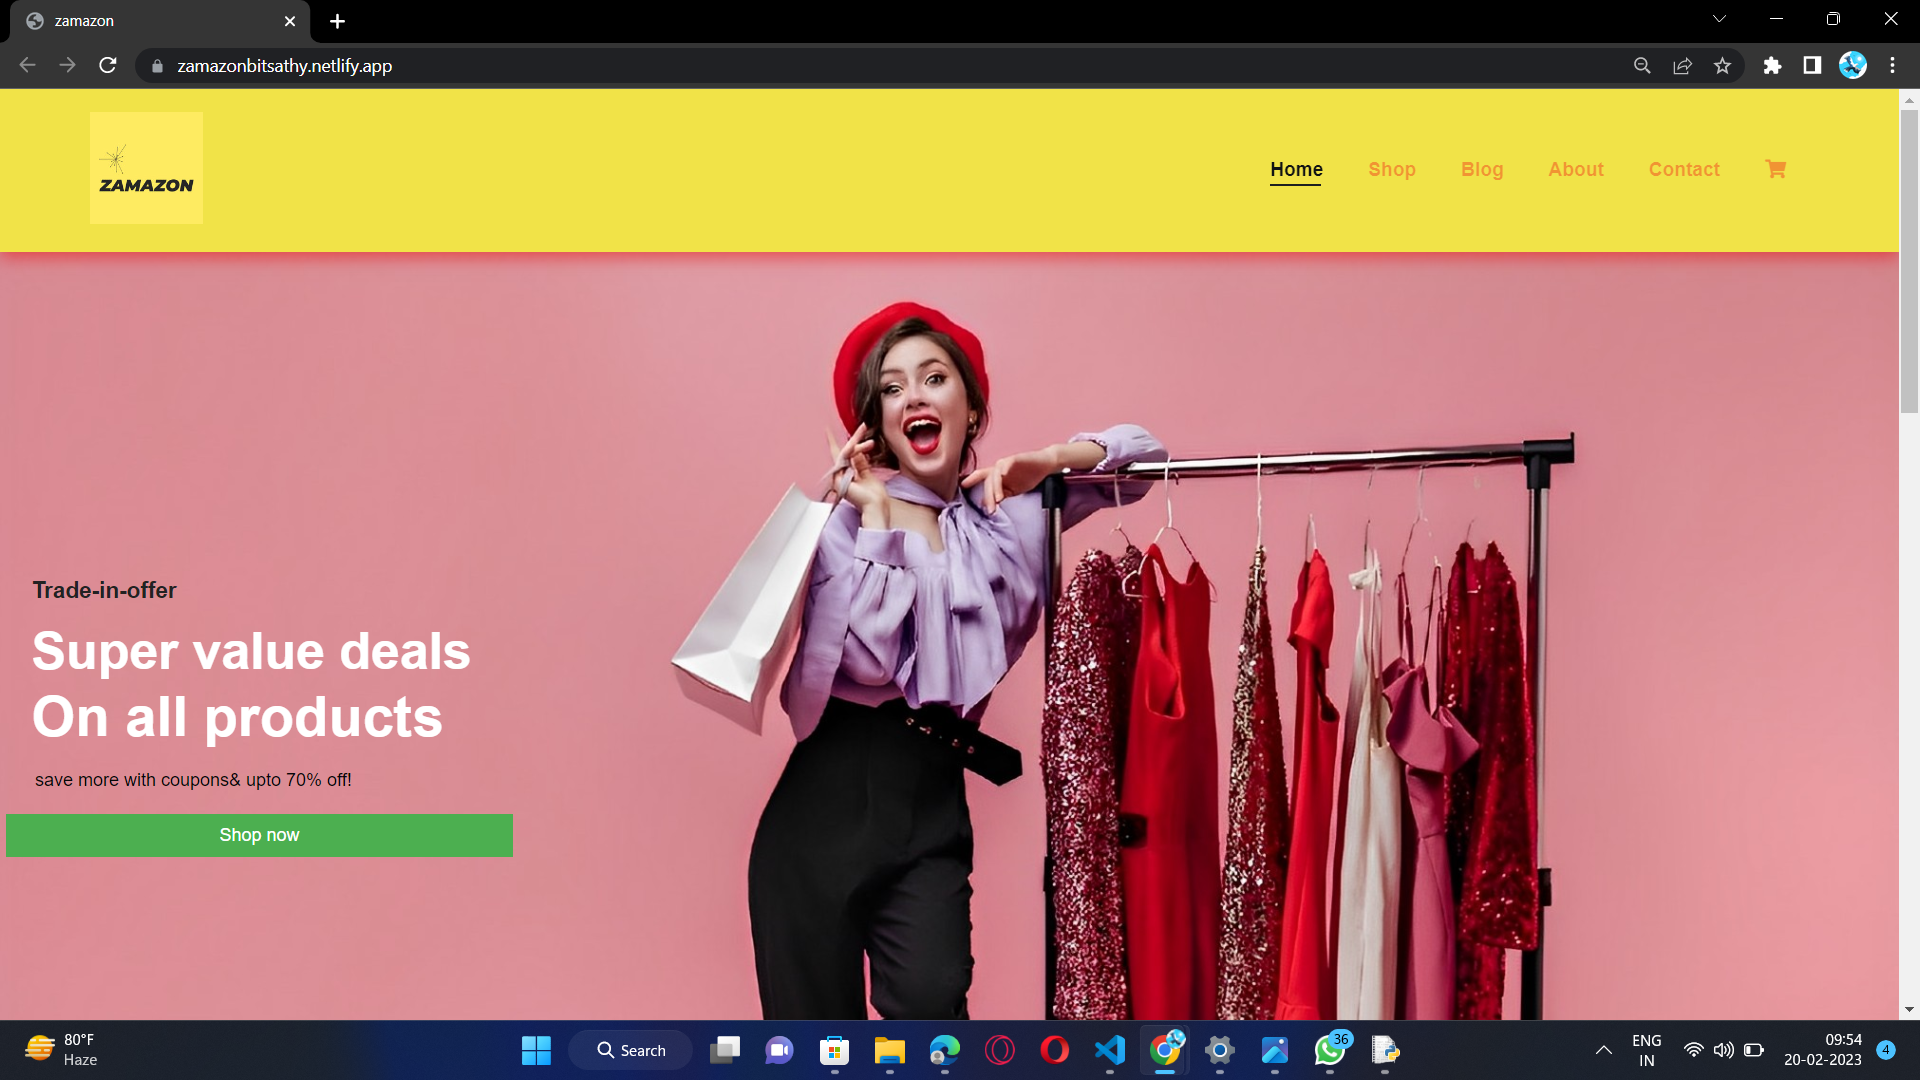 zamazon
zamazonbitsathy.netlify.app
ZAMAZON
Home Shop Blog About Contact
Trade-in-offer
Super value deals
On all products
save more with coupons& upto 70% off!
Shop now
80°F
Haze
Search
36
ENG
IN
09:54
20-02-2023
4